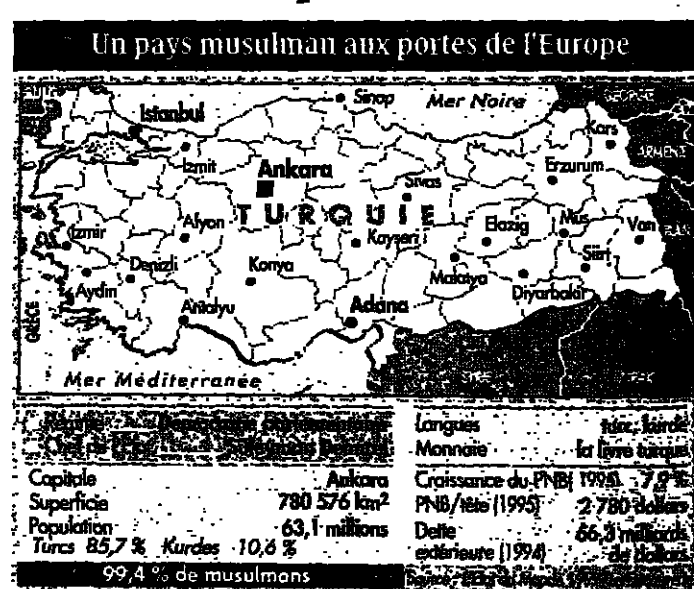 Un pays musulman aux portes de l'Europe
Sinop
Mer Noire
Istanbul
Kars
Izmit
Ankara
Erzurum
Sivas
TURQUIE
Izmir
Afyon
Kayseri
Elazig
Mus
Van
Denizli
Konya
Malatya
Siirt
Aydin
Diyarbakir
Adana
GRÈCE
Mer Méditerranée
Capitale Ankara
Superficie 780 576 km²
Population 63,1 millions
Turcs 85,7 % Kurdes 10,6 %
99,4 % de musulmans
Langues turc, kurde
Monnaie la livre turque
Croissance du PNB (1995) 7,9 %
PNB/tête (1995) 2 780 dollars
Dette
extérieure (1994) 66,3 milliards
de dollars